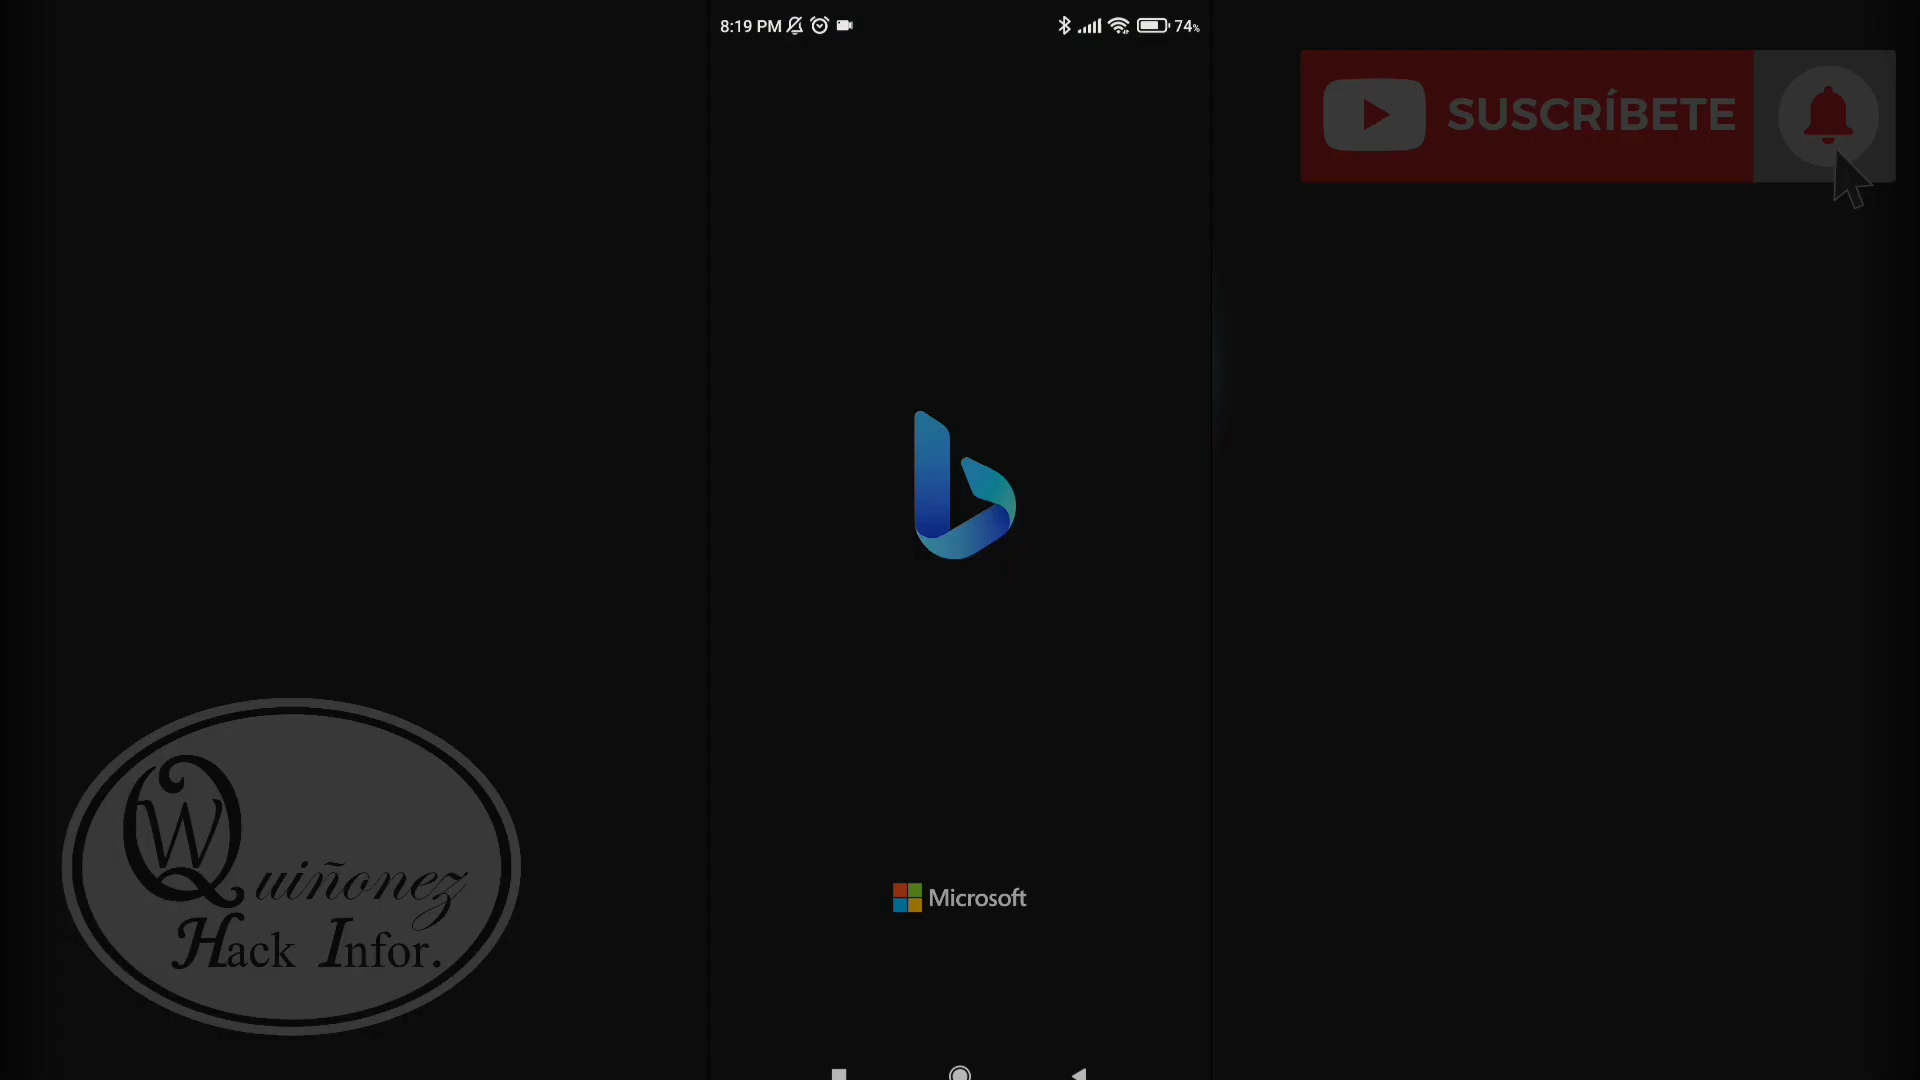 8:19 PM
74%
SUSCRÍBETE
Microsoft
W
Quiñonez
Hack Infor.